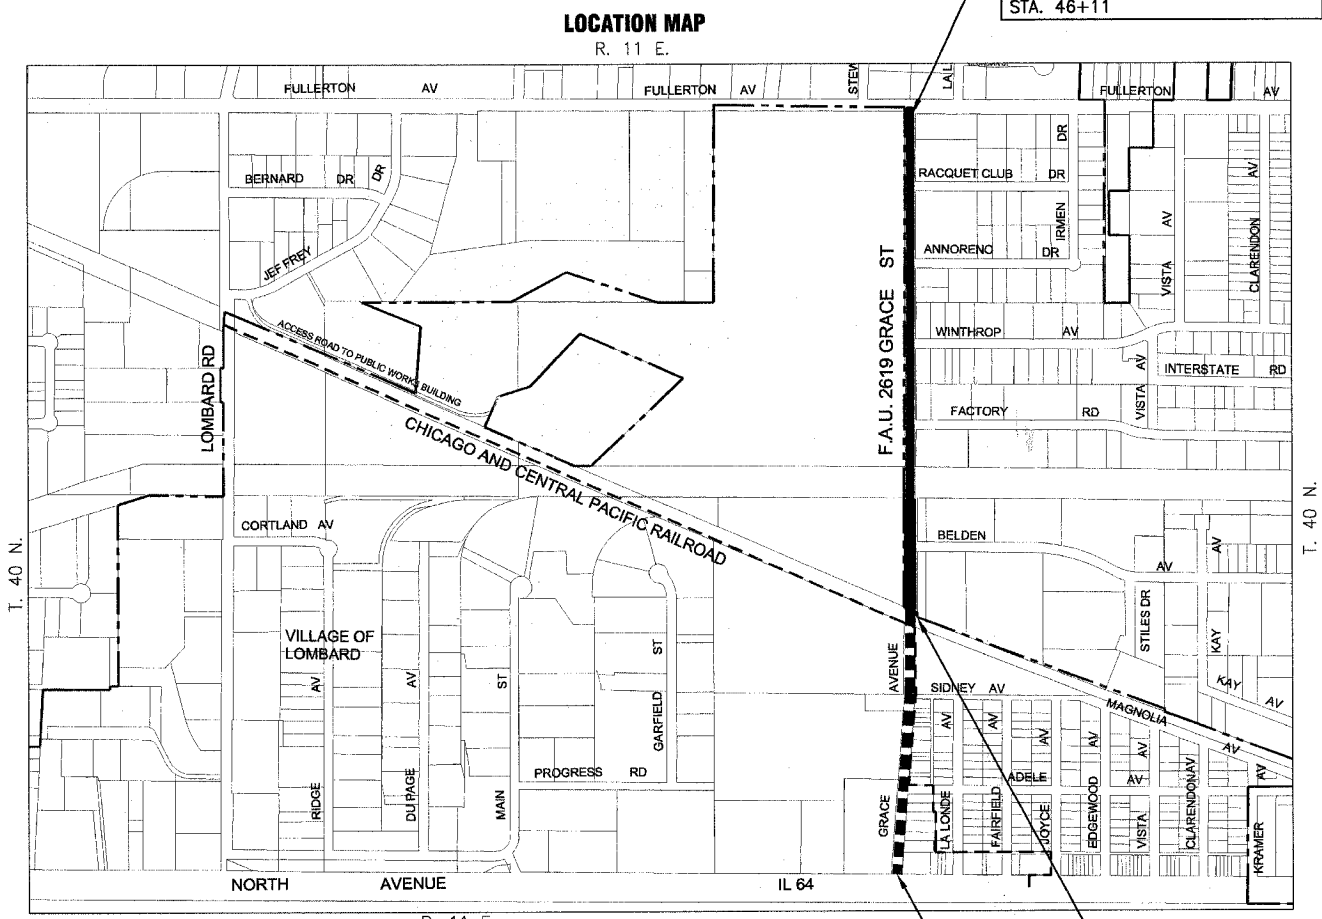 STA. 46+11
LOCATION MAP
R. 11 E.
FULLERTON AV
FULLERTON AV
STEW
LA L
FULLERTON AV
BERNARD DR
DR
JEFFREY
RACQUET CLUB DR
DR
IRMEN
ANNORENO DR
VISTA AV
CLARENDON AV
F.A.U. 2619 GRACE ST
ACCESS ROAD TO PUBLIC WORKS BUILDING
WINTHROP AV
INTERSTATE RD
VISTA AV
FACTORY RD
LOMBARD RD
CHICAGO AND CENTRAL PACIFIC RAILROAD
T. 40 N.
T. 40 N.
CORTLAND AV
BELDEN
AV
AV
KAY
STILES DR
VILLAGE OF
LOMBARD
KAY AV
SIDNEY AV
MAGNOLIA
AV
GRACE AVENUE
RIDGE AV
DU PAGE AV
MAIN ST
GARFIELD ST
PROGRESS RD
ADELE AV
LA LONDE AV
FAIRFIELD AV
JOYCE AV
EDGEWOOD AV
VISTA AV
CLARENDON AV
KRAMER AV
NORTH AVENUE IL 64